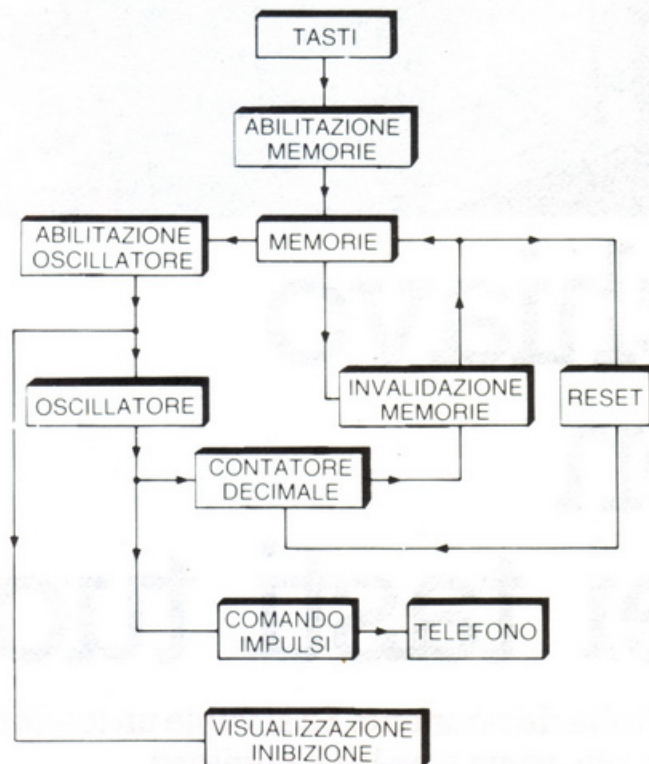 TASTI
ABILITAZIONE
MEMORIE
ABILITAZIONE
OSCILLATORE
MEMORIE
OSCILLATORE
INVALIDAZIONE
MEMORIE
RESET
CONTATORE
DECIMALE
COMANDO
IMPULSI
TELEFONO
VISUALIZZAZIONE
INIBIZIONE